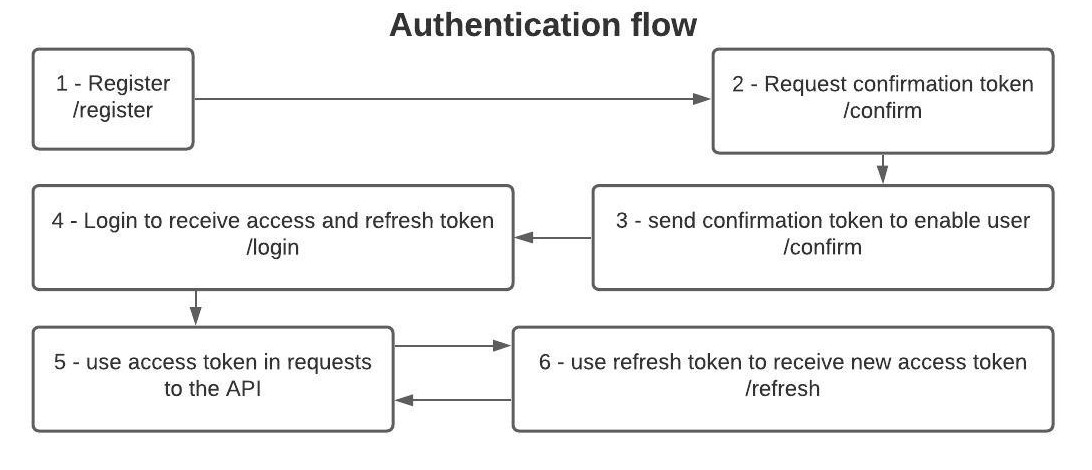 Authentication flow
1 - Register
/register
2 - Request confirmation token
/confirm
3 - send confirmation token to enable user
/confirm
4 - Login to receive access and refresh token
/login
5 - use access token in requests
to the API
6 - use refresh token to receive new access token
/refresh